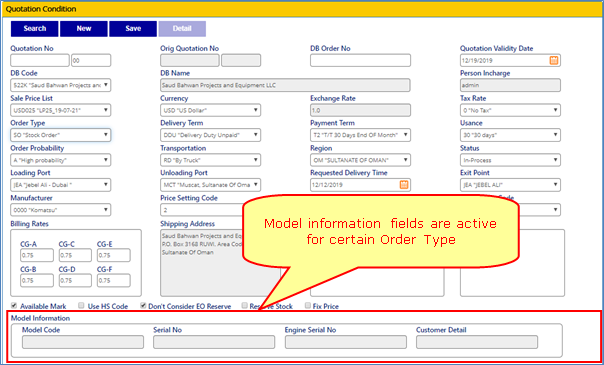 Quotation Condition
Search New Save Detail
Quotation No Orig Quotation No DB Order No Quotation Validity Date
00 12/19/2019
DB Code DB Name Person Incharge
522K "Saud Bahwan Projects and Saud Bahwan Projects and Equipment LLC admin
Sale Price List Currency Exchange Rate Tax Rate
USD025 "LP25_19-07-21" USD "US Dollar" 1.0 0 "No Tax"
Order Type Delivery Term Payment Term Usance
SO "Stock Order" DDU "Delivery Duty Unpaid" T2 "T/T 30 Days End OF Month" 30 "30 days"
Order Probability Transportation Region Status
A "High probability" RD "By Truck" OM "SULTANATE OF OMAN" In-Process
Loading Port Unloading Port Requested Delivery Time Exit Point
JEA "Jebel Ali - Dubai " MCT "Muscat, Sultanate Of Oma 12/12/2019 JEA "JEBEL ALI"
Manufacturer Price Setting Code
0000 "Komatsu" 2
Model information fields are active
for certain Order Type
Billing Rates Shipping Address
CG-A CG-C CG-E
0.75 0.75 0.75
CG-B CG-D CG-F
0.75 0.75 0.75
Saud Bahwan Projects and
P.O. Box 3168 RUWI. Area
Sultanate Of Oman
Available Mark Use HS Code Don't Consider EO Reserve Stock Fix Price
Model Information
Model Code Serial No Engine Serial No Customer Detail